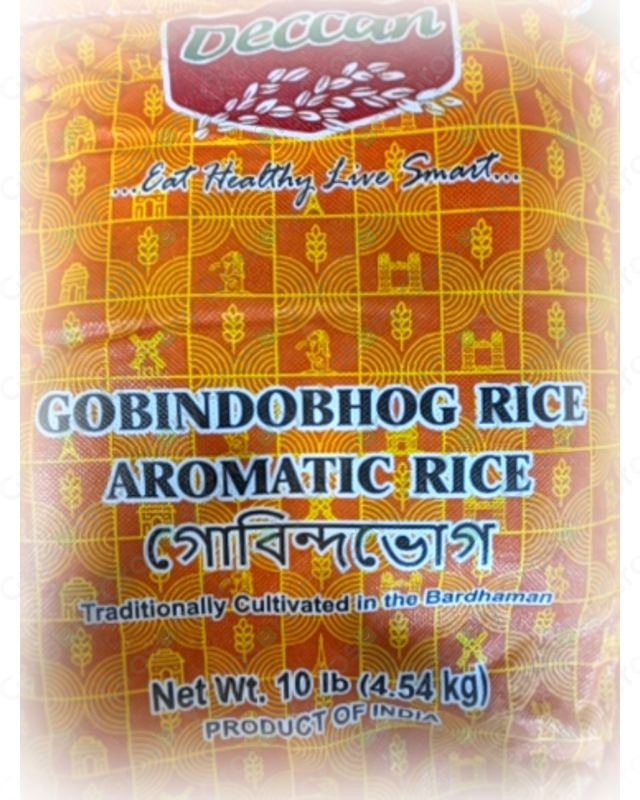 Deccan
...Eat Healthy Live Smart...
GOBINDOBHOG RICE
AROMATIC RICE
গোবিন্দভোগ
Traditionally Cultivated in the Bardhaman
Net Wt. 10 lb (4.54 kg)
PRODUCT OF INDIA